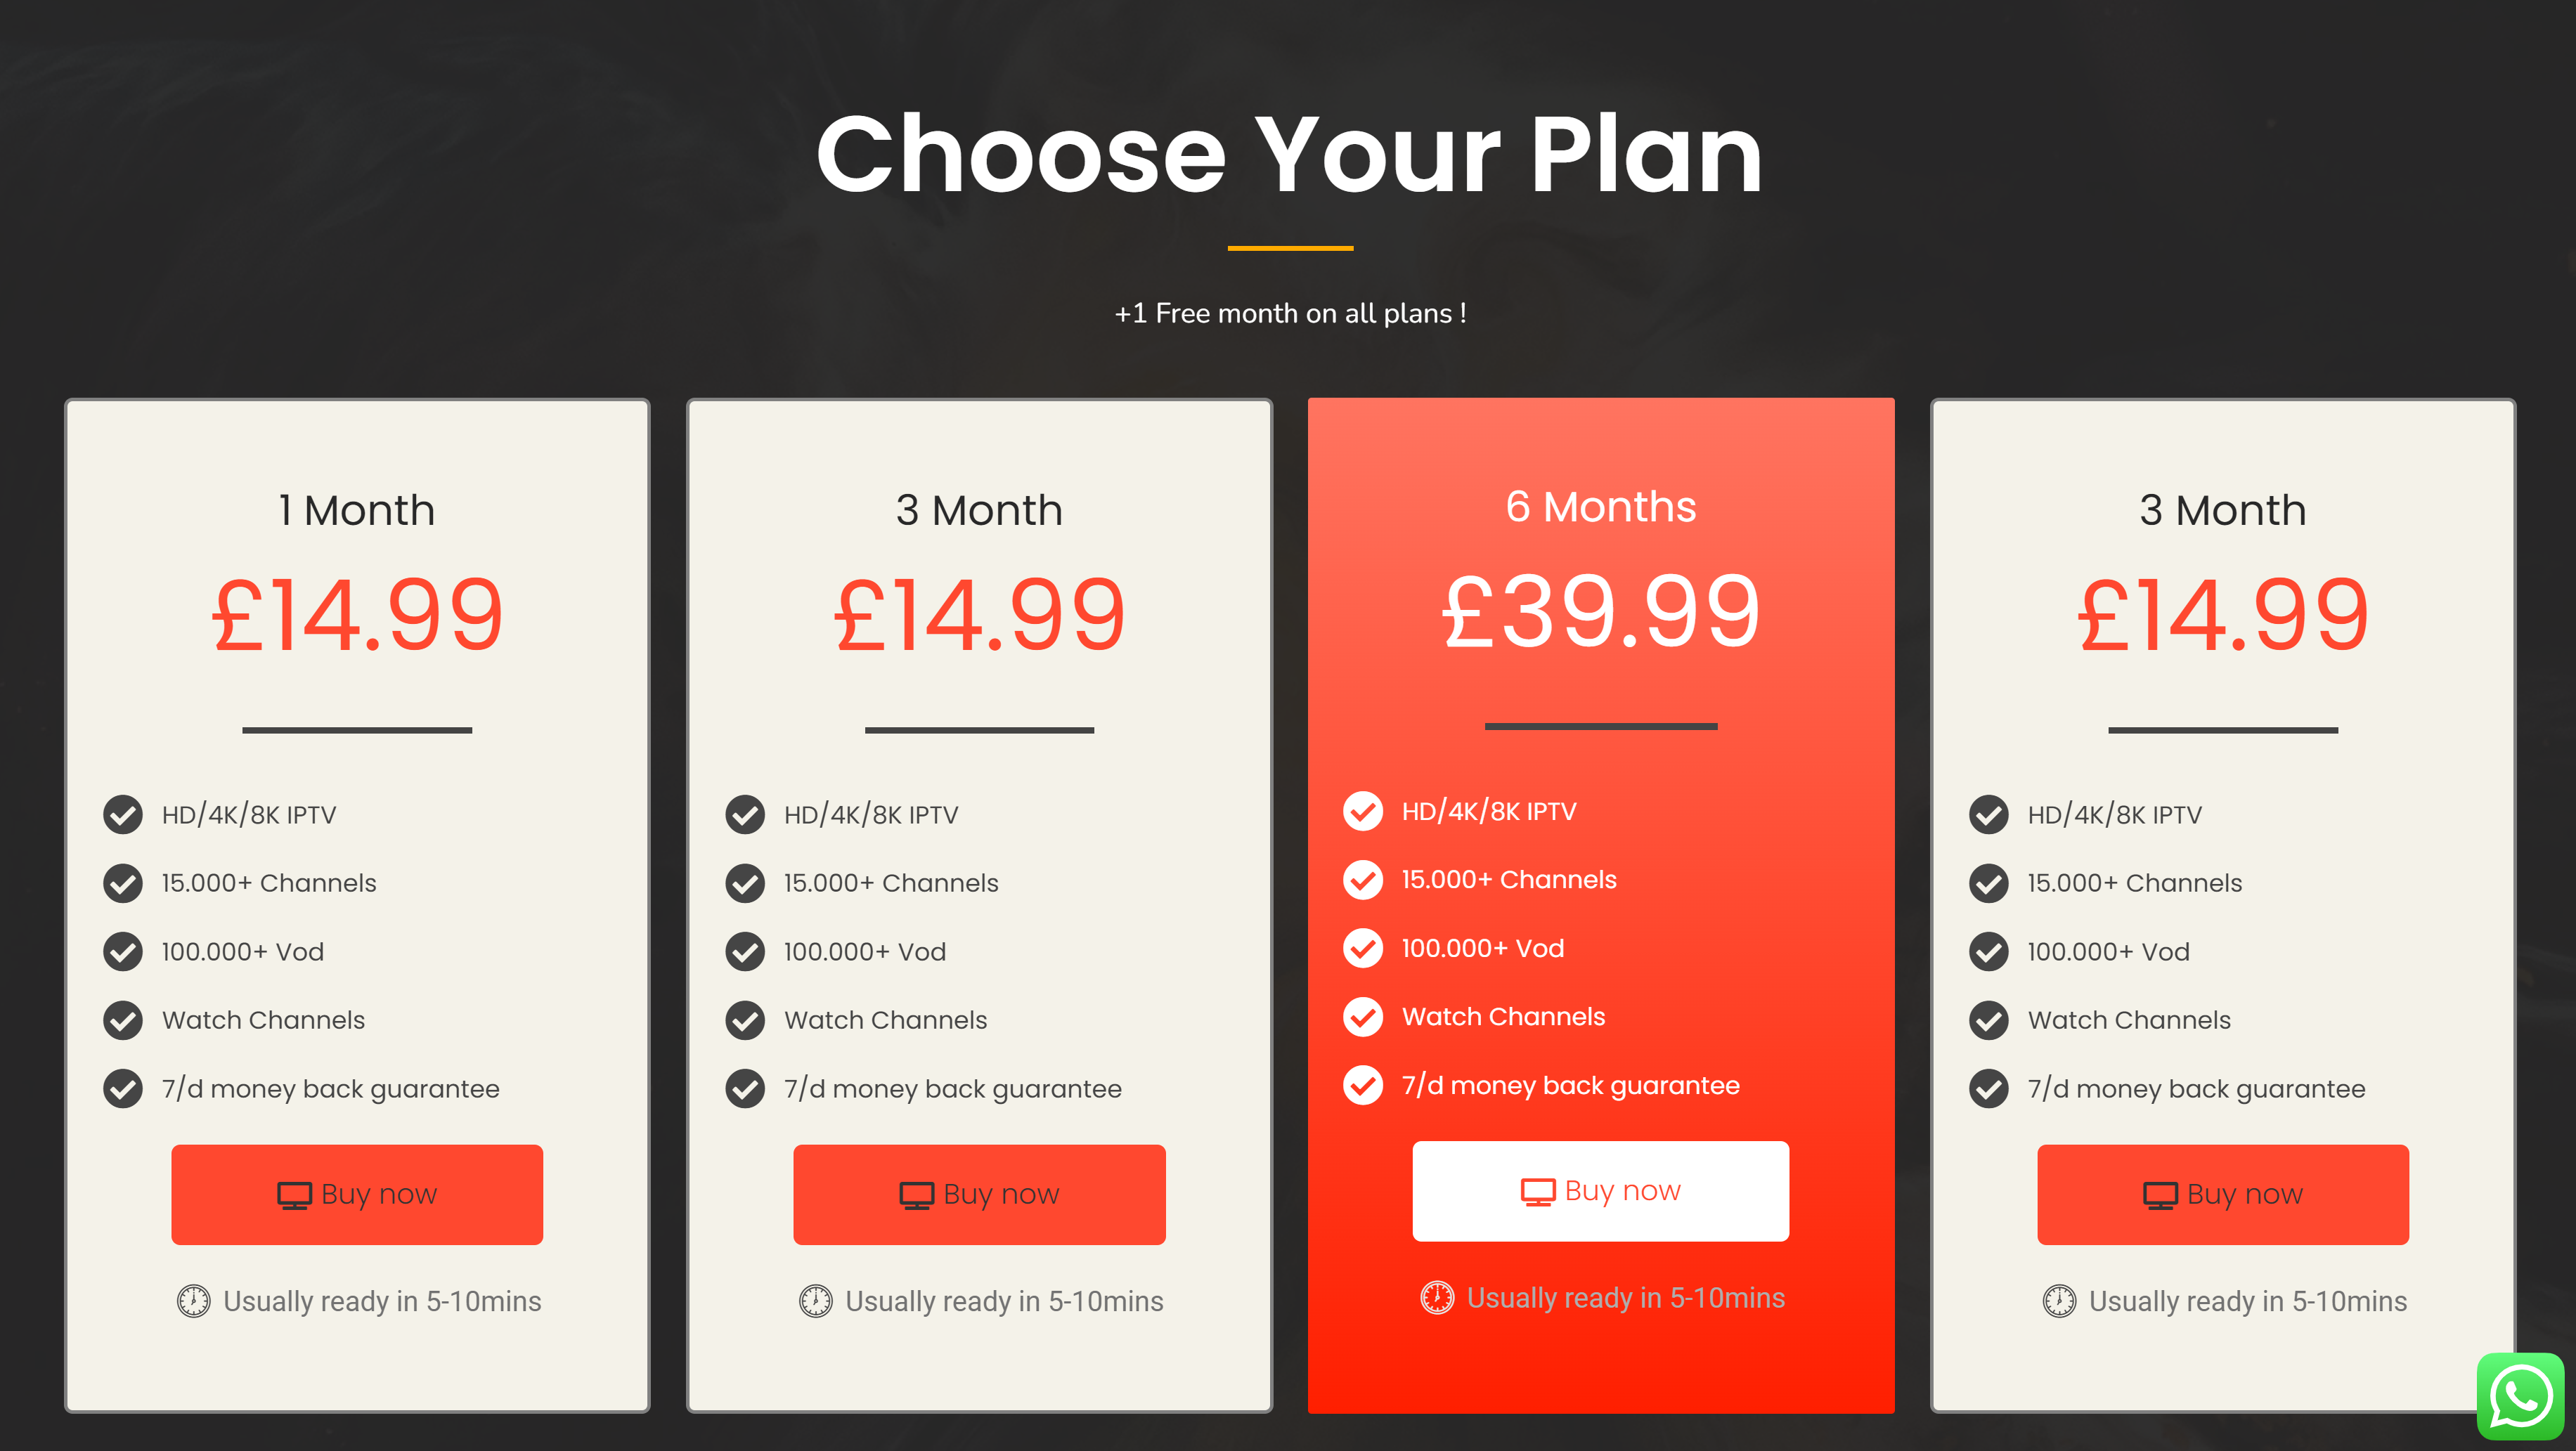 Choose Your Plan
+1 Free month on all plans !
1 Month
£14.99
HD/4K/8K IPTV
15.000+ Channels
100.000+ Vod
Watch Channels
7/d money back guarantee
Buy now
Usually ready in 5-10mins
3 Month
£14.99
HD/4K/8K IPTV
15.000+ Channels
100.000+ Vod
Watch Channels
7/d money back guarantee
Buy now
Usually ready in 5-10mins
6 Months
£39.99
HD/4K/8K IPTV
15.000+ Channels
100.000+ Vod
Watch Channels
7/d money back guarantee
Buy now
Usually ready in 5-10mins
3 Month
£14.99
HD/4K/8K IPTV
15.000+ Channels
100.000+ Vod
Watch Channels
7/d money back guarantee
Buy now
Usually ready in 5-10mins